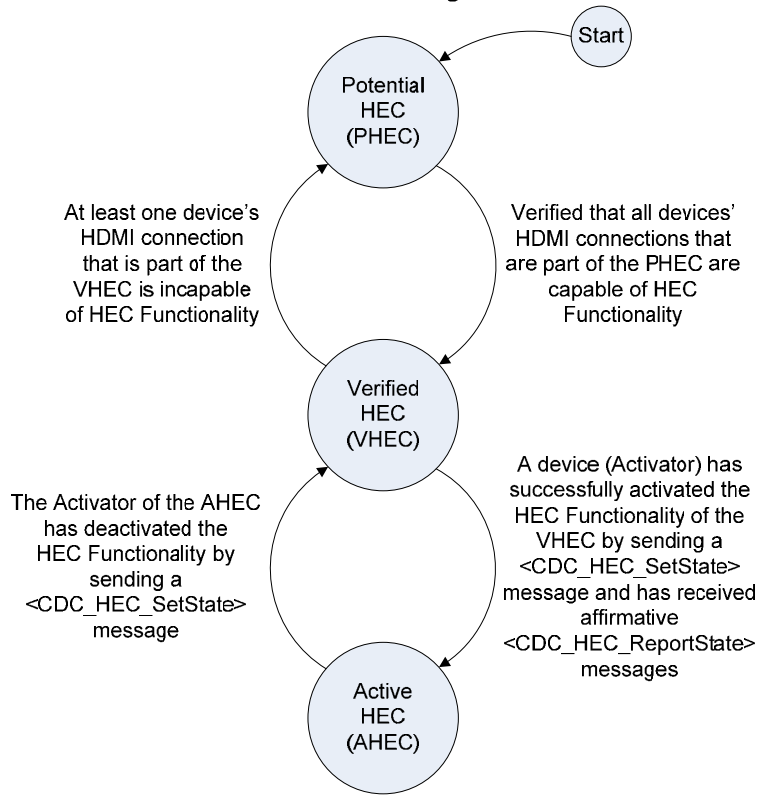 Start
Potential
HEC
(PHEC)
At least one device's
HDMI connection
that is part of the
VHEC is incapable
of HEC Functionality
Verified that all devices'
HDMI connections that
are part of the PHEC are
capable of HEC
Functionality
Verified
HEC
(VHEC)
The Activator of the AHEC
has deactivated the
HEC Functionality by
sending a
<CDC_HEC_SetState>
message
A device (Activator) has
successfully activated the
HEC Functionality of the
VHEC by sending a
<CDC_HEC_SetState>
message and has received
affirmative
<CDC_HEC_ReportState>
messages
Active
HEC
(AHEC)